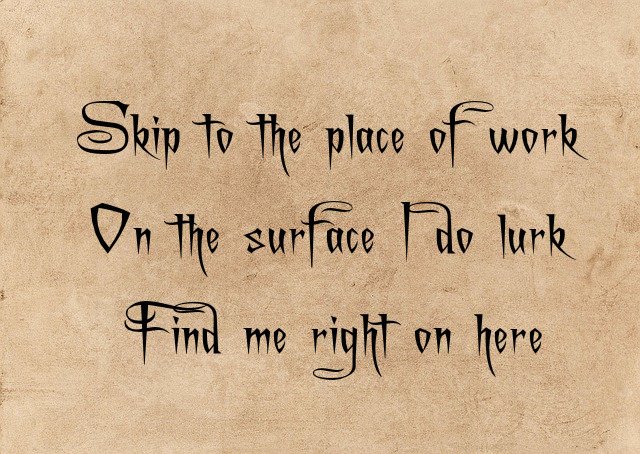 Skip to the place of work
On the surface I do lurk
Find me right on here